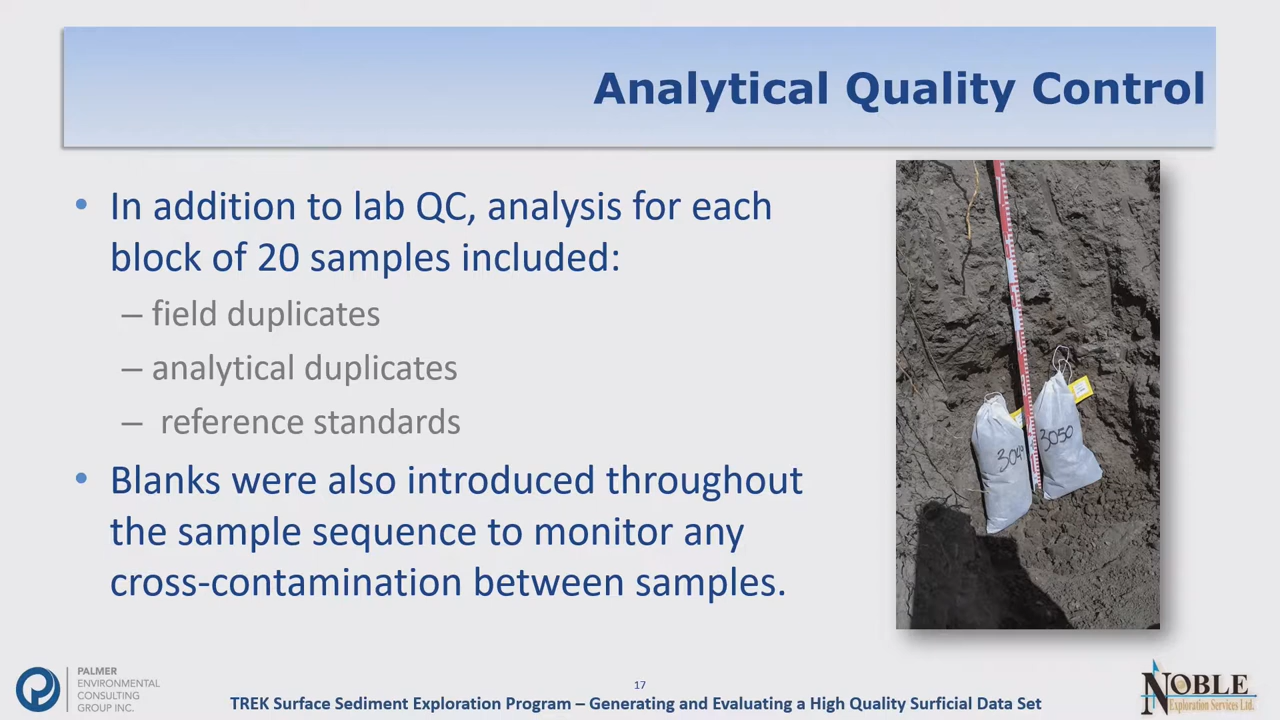 Analytical Quality Control
• In addition to lab QC, analysis for each
block of 20 samples included:
– field duplicates
– analytical duplicates
– reference standards
• Blanks were also introduced throughout
the sample sequence to monitor any
cross-contamination between samples.
3050
PALMER
ENVIRONMENTAL
CONSULTING
GROUP INC.
17
TREK Surface Sediment Exploration Program – Generating and Evaluating a High Quality Surficial Data Set
NOBLE
Exploration Services Ltd.